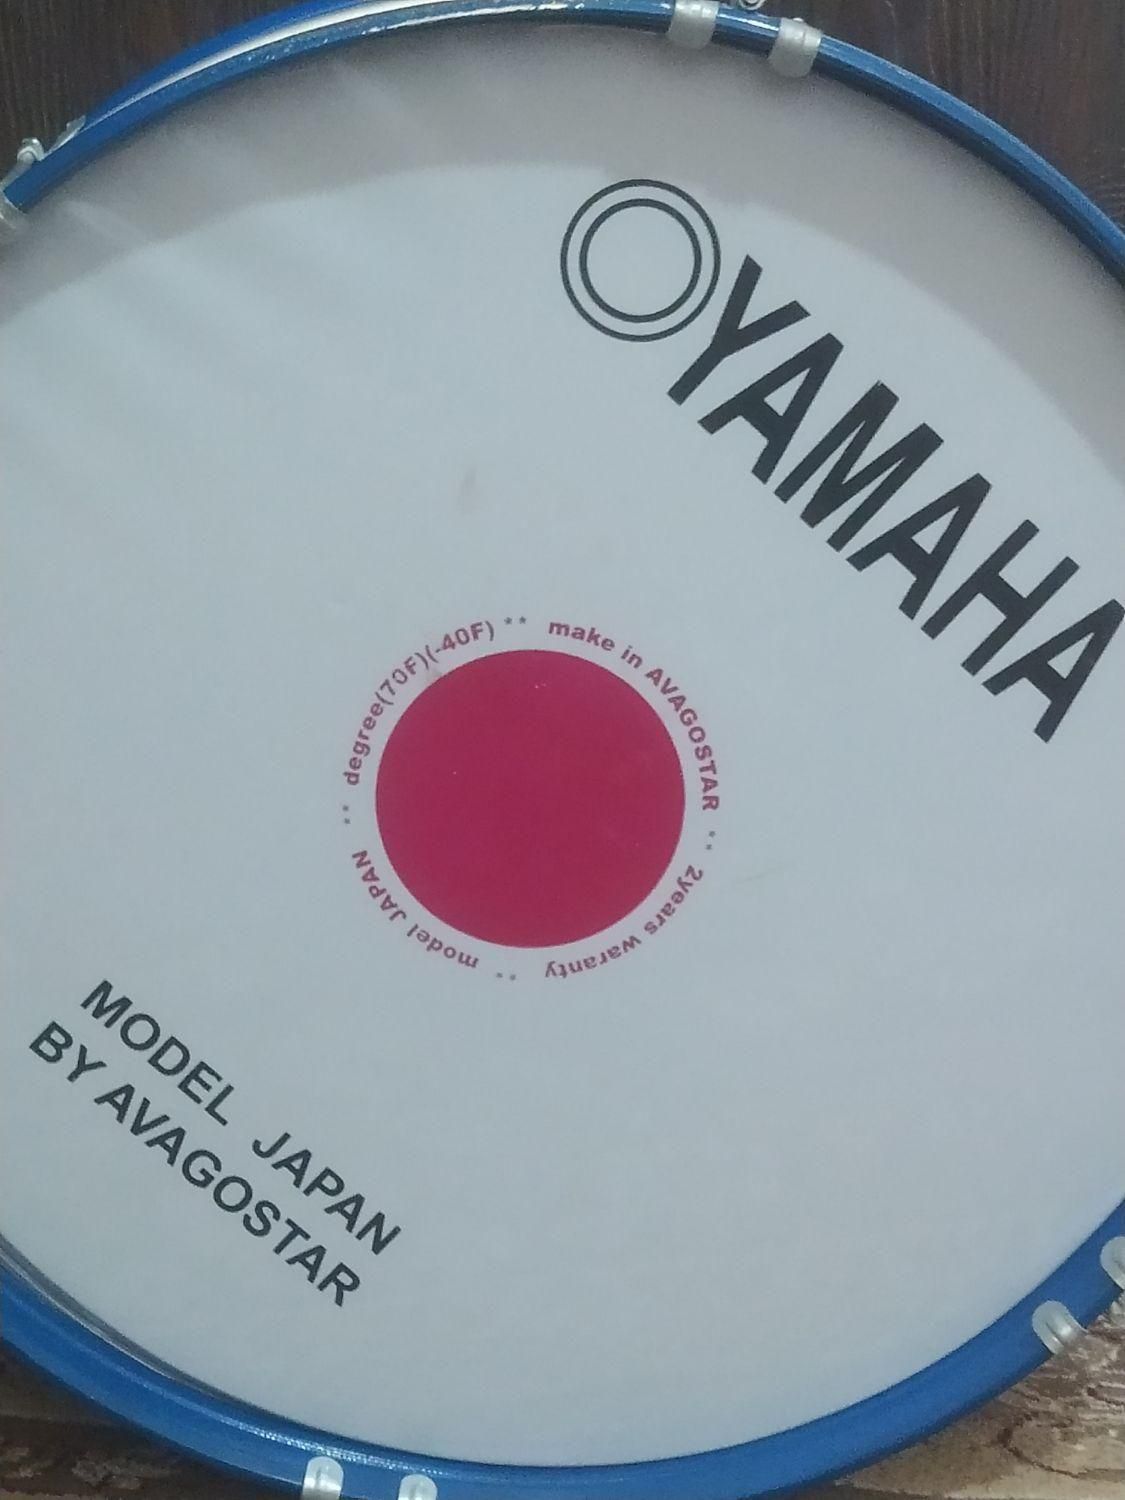 YAMAHA
degree(70F)(-40F) ** make in AVAGOSTAR ** 2years waranty ** model JAPAN **
MODEL JAPAN
BY AVAGOSTAR